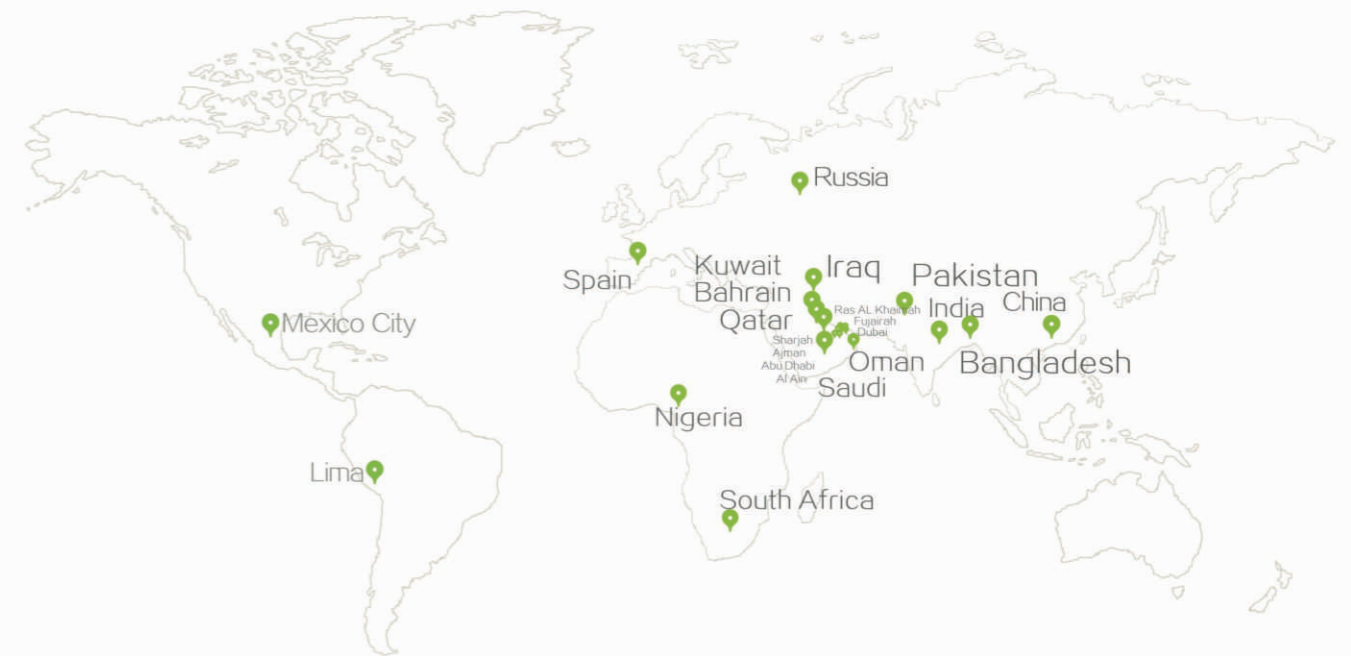 Russia
Spain
Kuwait
Iraq
Pakistan
Bahrain
India
China
Qatar
Ras AL Khaimah
Fujairah
Dubai
Mexico City
Sharjah
Ajman
Abu Dhabi
Al Ain
Oman
Bangladesh
Saudi
Nigeria
Lima
South Africa